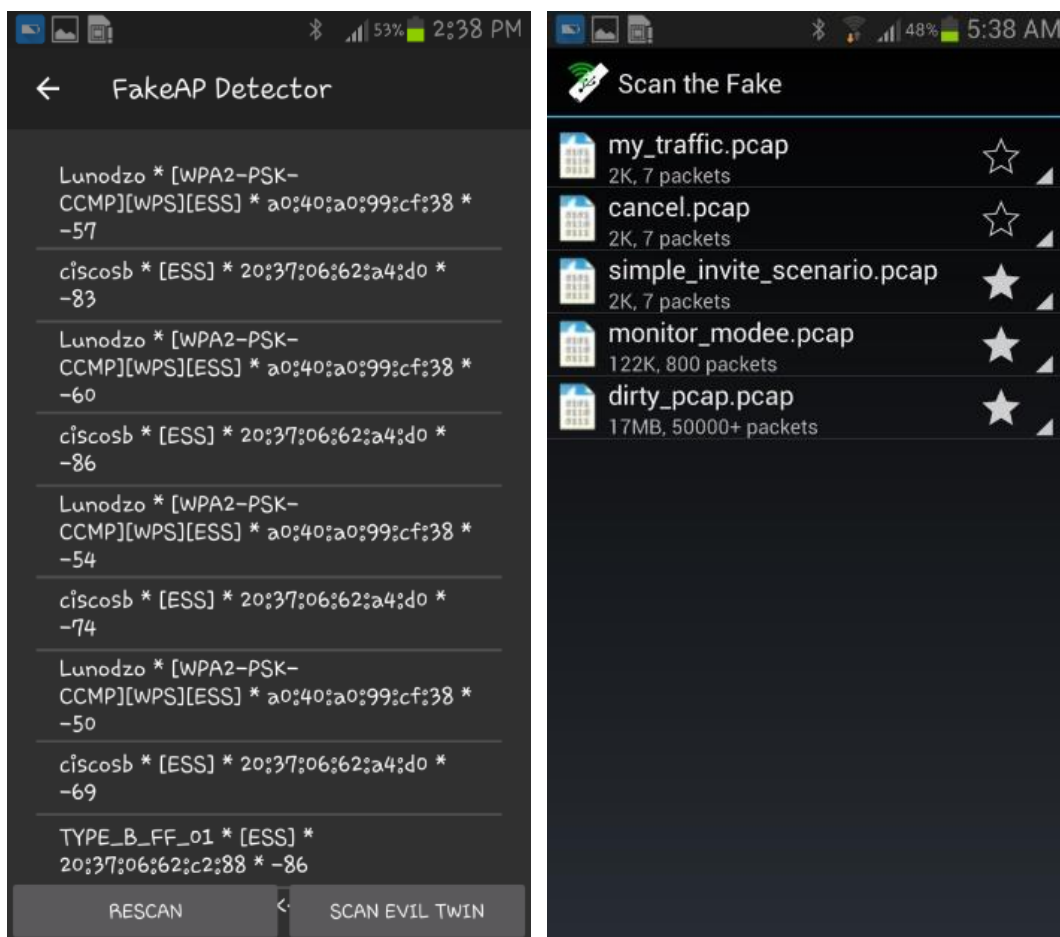 53% 2:38 PM
FakeAP Detector
Lunodzo * [WPA2-PSK-
CCMP][WPS][ESS] * a0:40:a0:99:cf:38 *
-57
ciscosb * [ESS] * 20:37:06:62:a4:d0 *
-83
Lunodzo * [WPA2-PSK-
CCMP][WPS][ESS] * a0:40:a0:99:cf:38 *
-60
ciscosb * [ESS] * 20:37:06:62:a4:d0 *
-86
Lunodzo * [WPA2-PSK-
CCMP][WPS][ESS] * a0:40:a0:99:cf:38 *
-54
ciscosb * [ESS] * 20:37:06:62:a4:d0 *
-74
Lunodzo * [WPA2-PSK-
CCMP][WPS][ESS] * a0:40:a0:99:cf:38 *
-50
ciscosb * [ESS] * 20:37:06:62:a4:d0 *
-69
TYPE_B_FF_01 * [ESS] *
20:37:06:62:c2:88 * -86
RESCAN
SCAN EVIL TWIN
48% 5:38 AM
Scan the Fake
my_traffic.pcap
2K, 7 packets
cancel.pcap
2K, 7 packets
simple_invite_scenario.pcap
2K, 7 packets
monitor_modee.pcap
122K, 800 packets
dirty_pcap.pcap
17MB, 50000+ packets